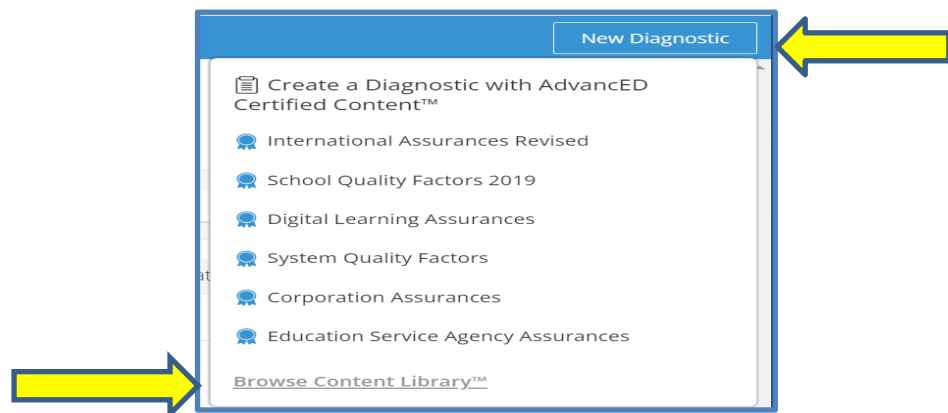 New Diagnostic
Create a Diagnostic with AdvancED
Certified Content™
International Assurances Revised
School Quality Factors 2019
Digital Learning Assurances
System Quality Factors
at
Corporation Assurances
Education Service Agency Assurances
Browse Content Library™